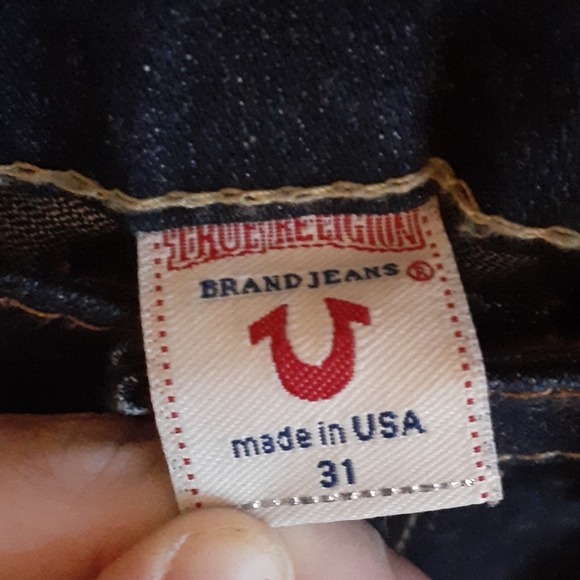 TRUE RELIGION
BRAND JEANS ®
made in USA
31